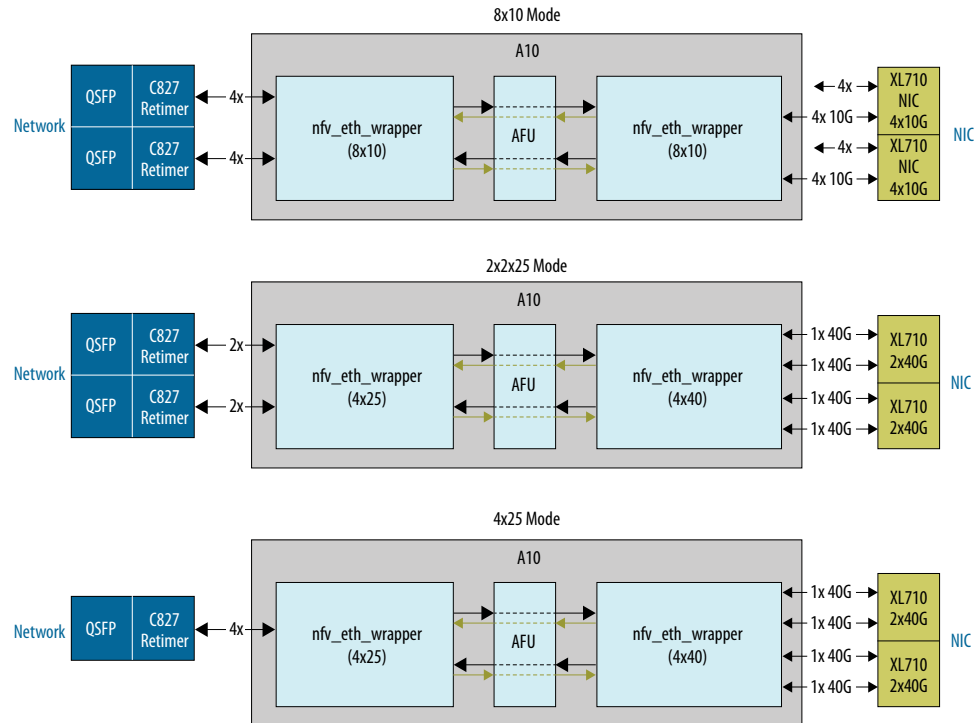 8x10 Mode
A10
Network
QSFP
C827
Retimer
4x
QSFP
C827
Retimer
4x
nfv_eth_wrapper
(8x10)
AFU
nfv_eth_wrapper
(8x10)
4x
4x 10G
4x
4x 10G
XL710
NIC
4x10G
XL710
NIC
4x10G
NIC
2x2x25 Mode
A10
Network
QSFP
C827
Retimer
2x
QSFP
C827
Retimer
2x
nfv_eth_wrapper
(4x25)
AFU
nfv_eth_wrapper
(4x40)
1x 40G
1x 40G
1x 40G
1x 40G
XL710
2x40G
XL710
2x40G
NIC
4x25 Mode
A10
Network
QSFP
C827
Retimer
4x
nfv_eth_wrapper
(4x25)
AFU
nfv_eth_wrapper
(4x40)
1x 40G
1x 40G
1x 40G
1x 40G
XL710
2x40G
XL710
2x40G
NIC